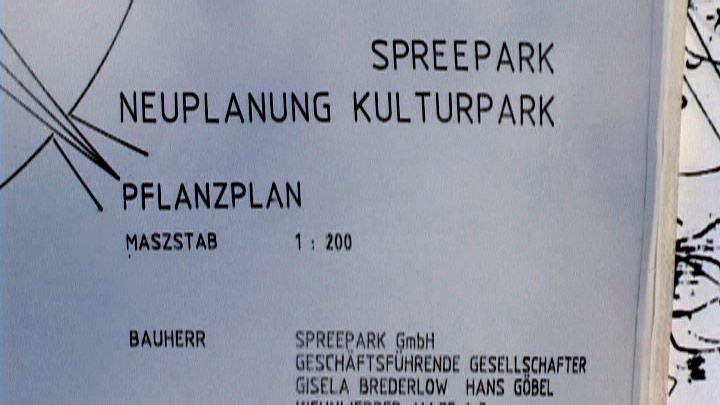 SPREEPARK
NEUPLANUNG KULTURPARK
PFLANZPLAN
MASZSTAB 1 : 200
BAUHERR SPREEPARK GmbH
GESCHÄFTSFÜHRENDE GESELLSCHAFTER
GISELA BREDERLOW HANS GÖBEL